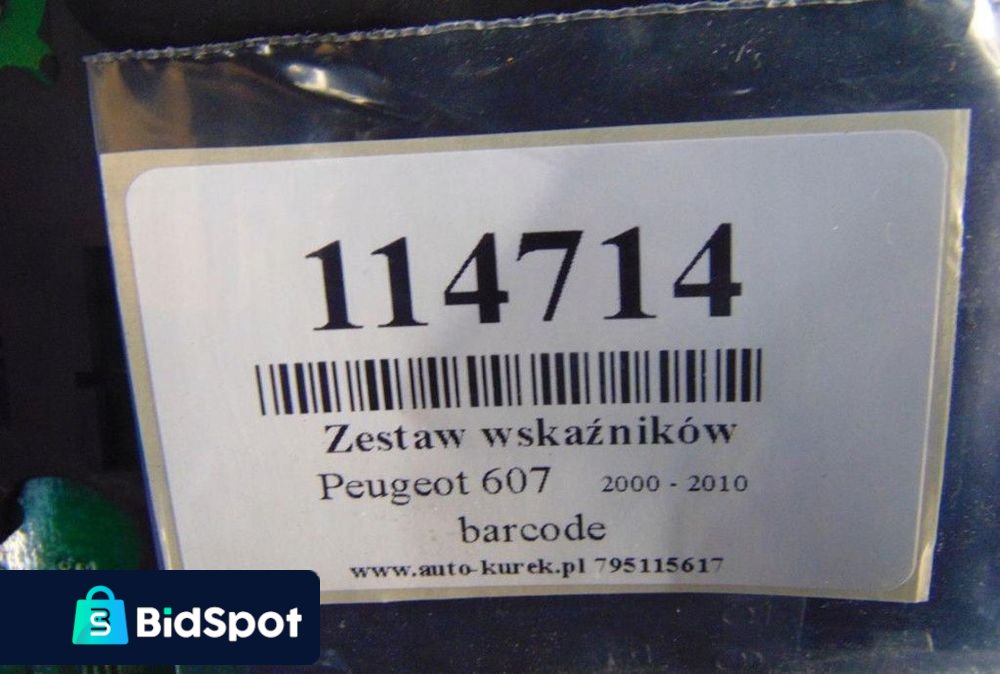 114714
Zestaw wskaźników
Peugeot 607 2000 - 2010
barcode
www.auto-kurek.pl 795115617
BidSpot